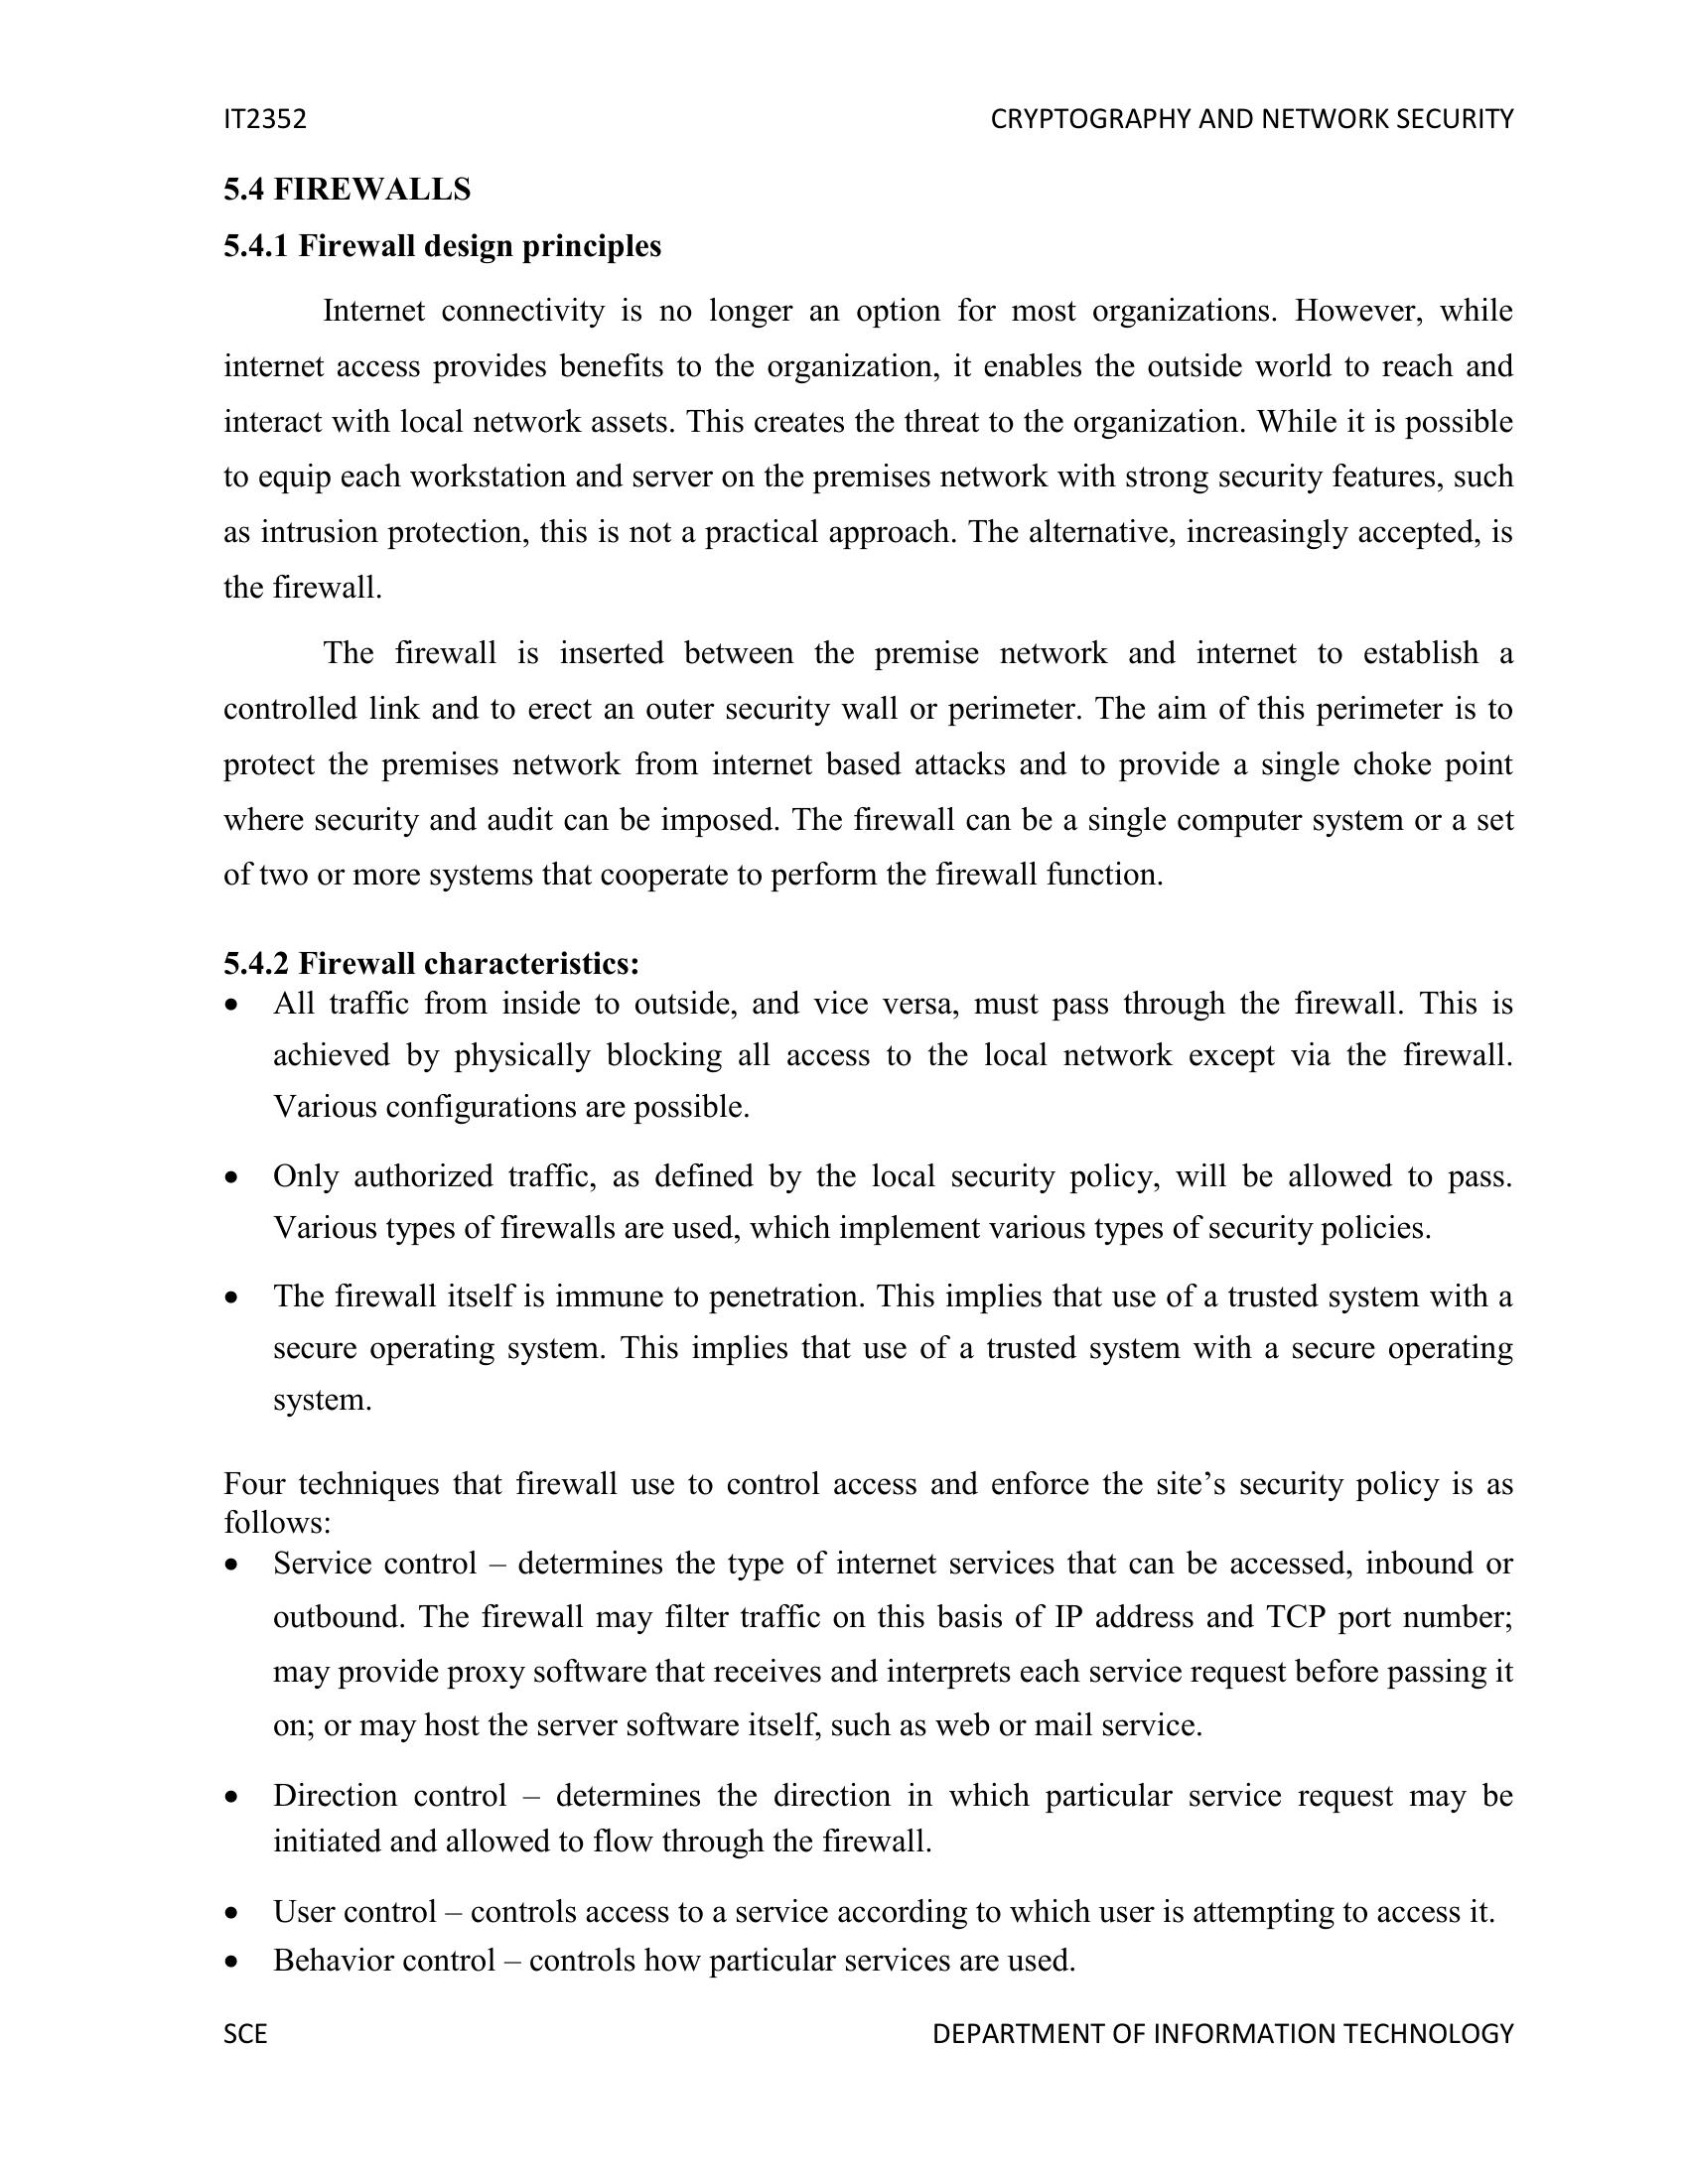 IT2352 CRYPTOGRAPHY AND NETWORK SECURITY
5.4 FIREWALLS
5.4.1 Firewall design principles
Internet connectivity is no longer an option for most organizations. However, while
internet access provides benefits to the organization, it enables the outside world to reach and
interact with local network assets. This creates the threat to the organization. While it is possible
to equip each workstation and server on the premises network with strong security features, such
as intrusion protection, this is not a practical approach. The alternative, increasingly accepted, is
the firewall.
The firewall is inserted between the premise network and internet to establish a
controlled link and to erect an outer security wall or perimeter. The aim of this perimeter is to
protect the premises network from internet based attacks and to provide a single choke point
where security and audit can be imposed. The firewall can be a single computer system or a set
of two or more systems that cooperate to perform the firewall function.
5.4.2 Firewall characteristics:
• All traffic from inside to outside, and vice versa, must pass through the firewall. This is
achieved by physically blocking all access to the local network except via the firewall.
Various configurations are possible.
• Only authorized traffic, as defined by the local security policy, will be allowed to pass.
Various types of firewalls are used, which implement various types of security policies.
• The firewall itself is immune to penetration. This implies that use of a trusted system with a
secure operating system. This implies that use of a trusted system with a secure operating
system.
Four techniques that firewall use to control access and enforce the site’s security policy is as
follows:
• Service control – determines the type of internet services that can be accessed, inbound or
outbound. The firewall may filter traffic on this basis of IP address and TCP port number;
may provide proxy software that receives and interprets each service request before passing it
on; or may host the server software itself, such as web or mail service.
• Direction control – determines the direction in which particular service request may be
initiated and allowed to flow through the firewall.
• User control – controls access to a service according to which user is attempting to access it.
• Behavior control – controls how particular services are used.
SCE DEPARTMENT OF INFORMATION TECHNOLOGY